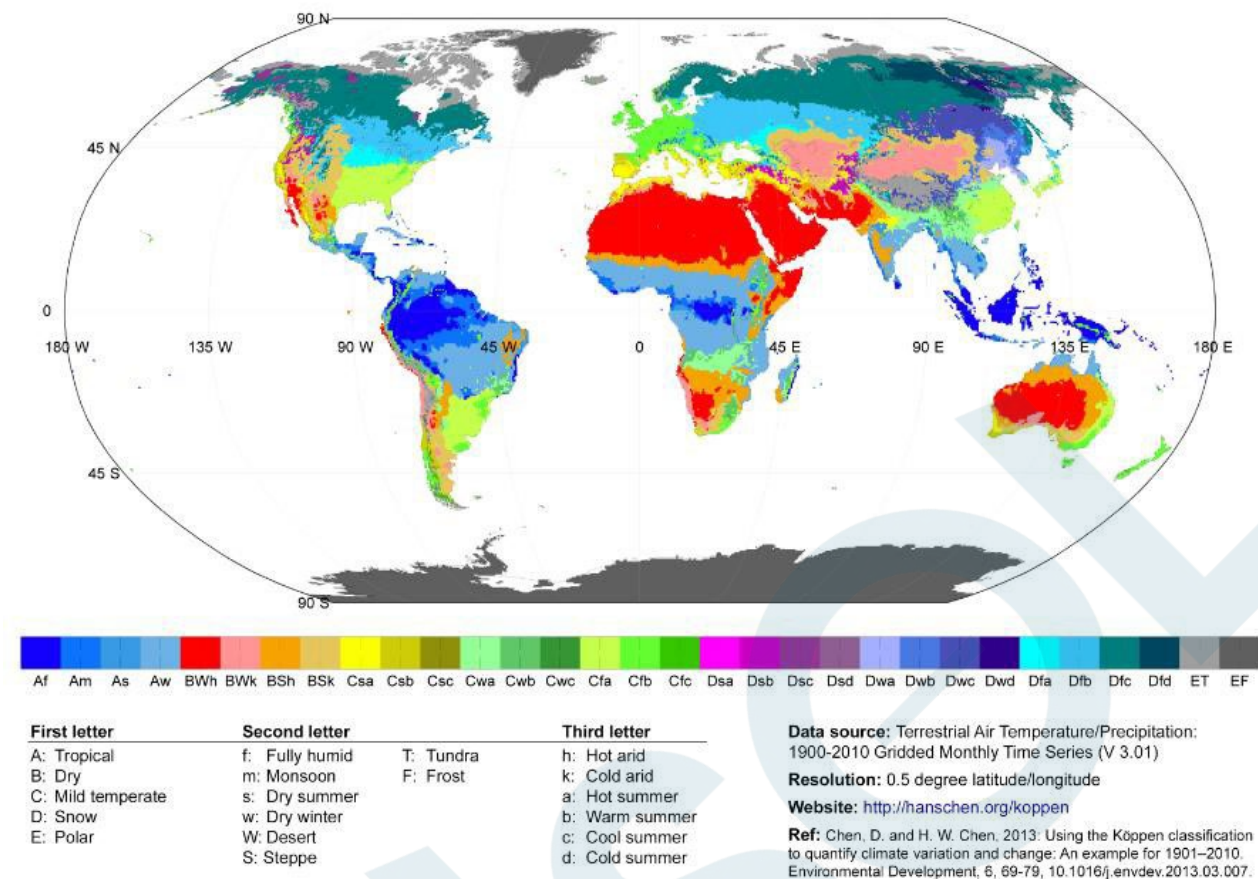 90 N
45 N
0
180 W 135 W 90 W 45 W 0 45 E 90 E 135 E 180 E
45 S
90 S
Af Am As Aw BWh BWk BSh BSk Csa Csb Csc Cwa Cwb Cwc Cfa Cfb Cfc Dsa Dsb Dsc Dsd Dwa Dwb Dwc Dwd Dfa Dfb Dfc Dfd ET EF
First letter
A: Tropical
B: Dry
C: Mild temperate
D: Snow
E: Polar
Second letter
f: Fully humid
m: Monsoon
s: Dry summer
w: Dry winter
W: Desert
S: Steppe
T: Tundra
F: Frost
Third letter
h: Hot arid
k: Cold arid
a: Hot summer
b: Warm summer
c: Cool summer
d: Cold summer
Data source: Terrestrial Air Temperature/Precipitation:
1900-2010 Gridded Monthly Time Series (V 3.01)
Resolution: 0.5 degree latitude/longitude
Website: http://hanschen.org/koppen
Ref: Chen, D. and H. W. Chen, 2013: Using the Köppen classification
to quantify climate variation and change: An example for 1901–2010.
Environmental Development, 6, 69-79, 10.1016/j.envdev.2013.03.007.